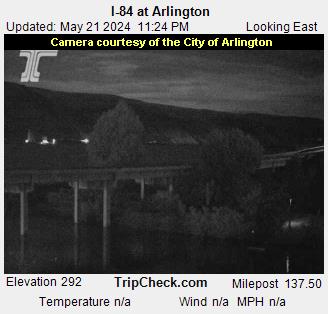 I-84 at Arlington
Updated: May 21 2024 11:24 PM Looking East
Camera courtesy of the City of Arlington
Elevation 292 TripCheck.com Milepost 137.50
Temperature n/a Wind n/a MPH n/a